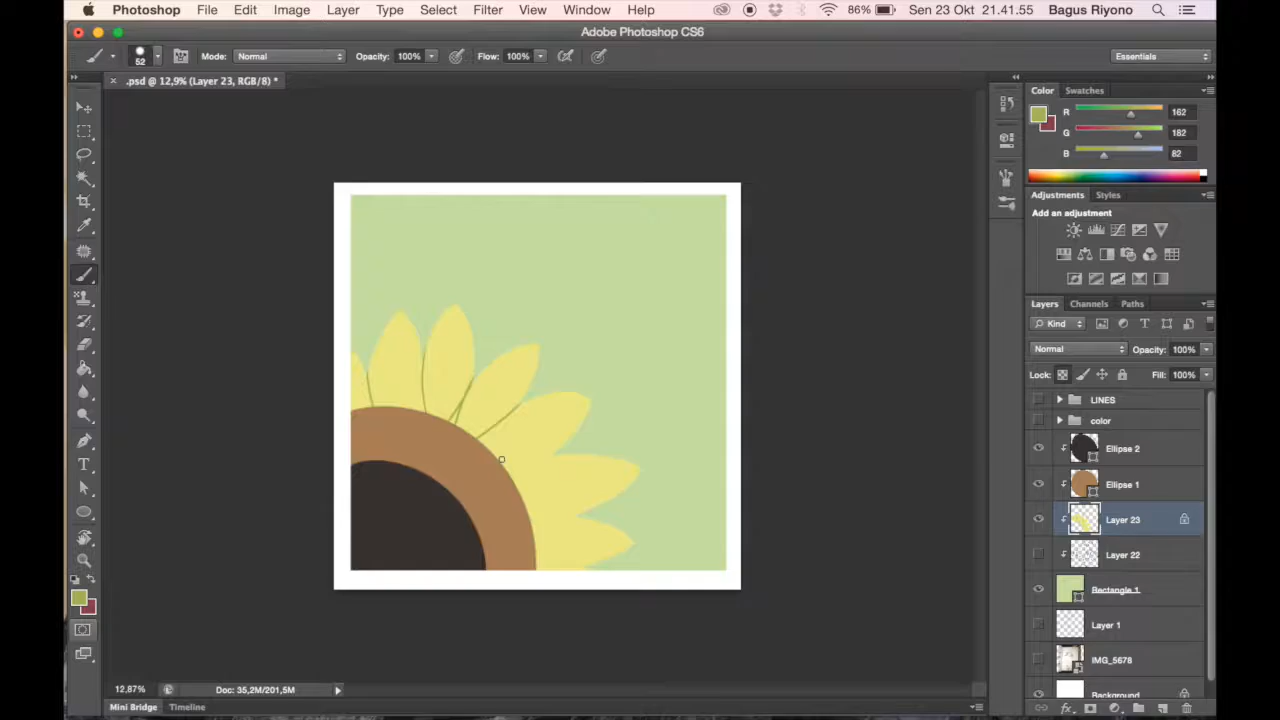 Photoshop File Edit Image Layer Type Select Filter View Window Help 86% Sen 23 Okt 21.41.55 Bagus Riyono
Adobe Photoshop CS6
52 Mode: Normal Opacity: 100% Flow: 100% Essentials
.psd @ 12,9% (Layer 23, RGB/8) *
Color Swatches
R 162
G 182
B 82
Adjustments Styles
Add an adjustment
Layers Channels Paths
Kind
Normal Opacity: 100%
Lock: Fill: 100%
LINES
color
Ellipse 2
Ellipse 1
Layer 23
Layer 22
Rectangle 1
Layer 1
IMG_5678
Background
12,87% Doc: 35,2M/201,5M
Mini Bridge Timeline